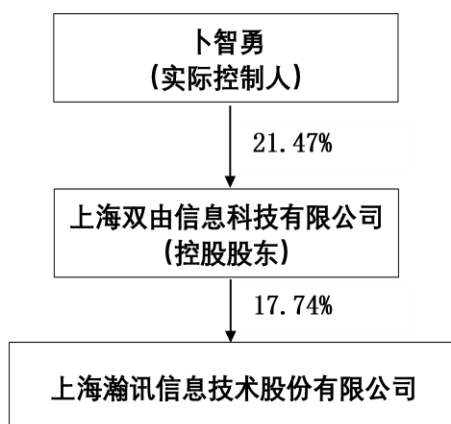 卜智勇
(实际控制人)
21.47%
上海双由信息科技有限公司
(控股股东)
17.74%
上海瀚讯信息技术股份有限公司